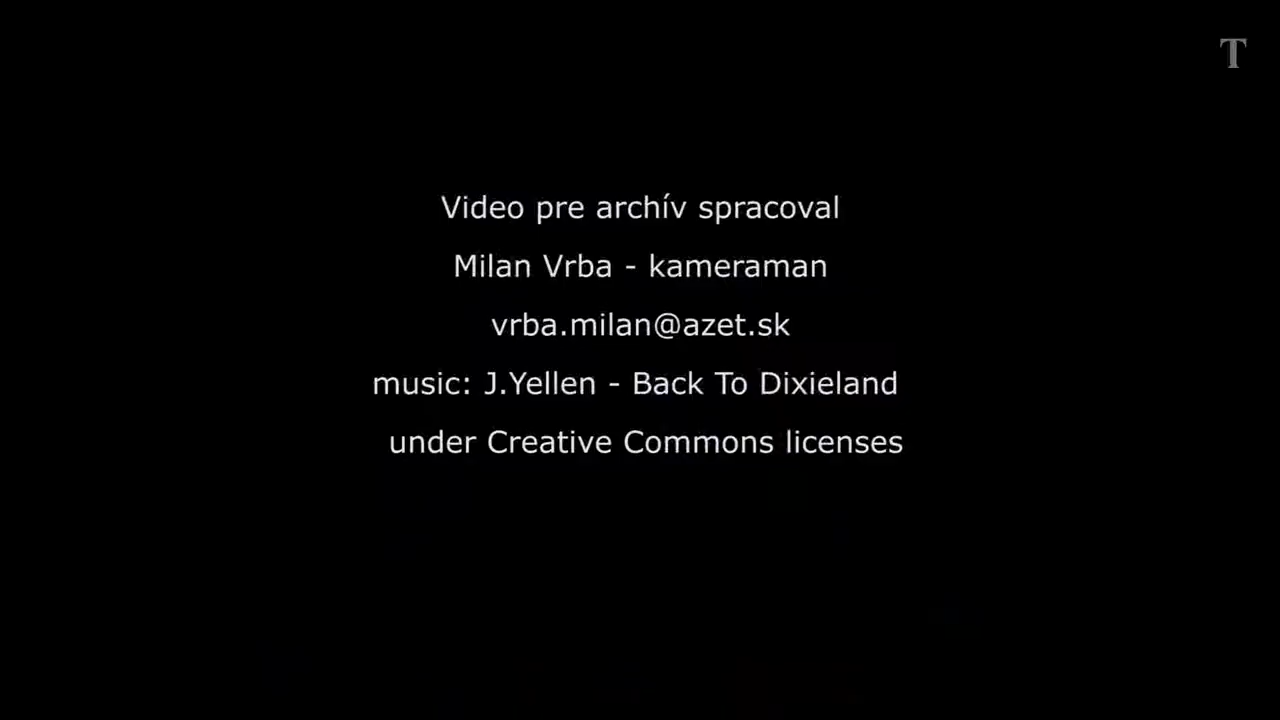 T
Video pre archív spracoval
Milan Vrba - kameraman
vrba.milan@azet.sk
music: J.Yellen - Back To Dixieland
under Creative Commons licenses